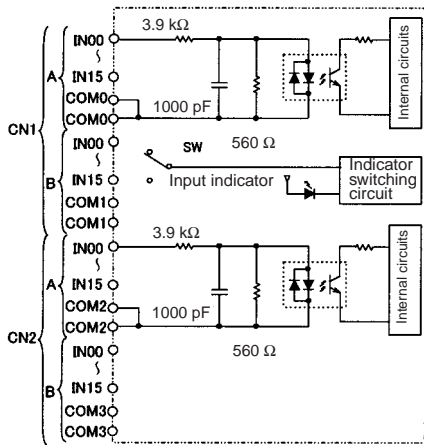 IN00
3.9 kΩ
A
IN15
COM0
COM0
1000 pF
560 Ω
Internal circuits
CN1
IN00
B
IN15
COM1
COM1
SW
Input indicator
Indicator
switching
circuit
IN00
3.9 kΩ
A
IN15
COM2
COM2
1000 pF
560 Ω
Internal circuits
CN2
IN00
B
IN15
COM3
COM3